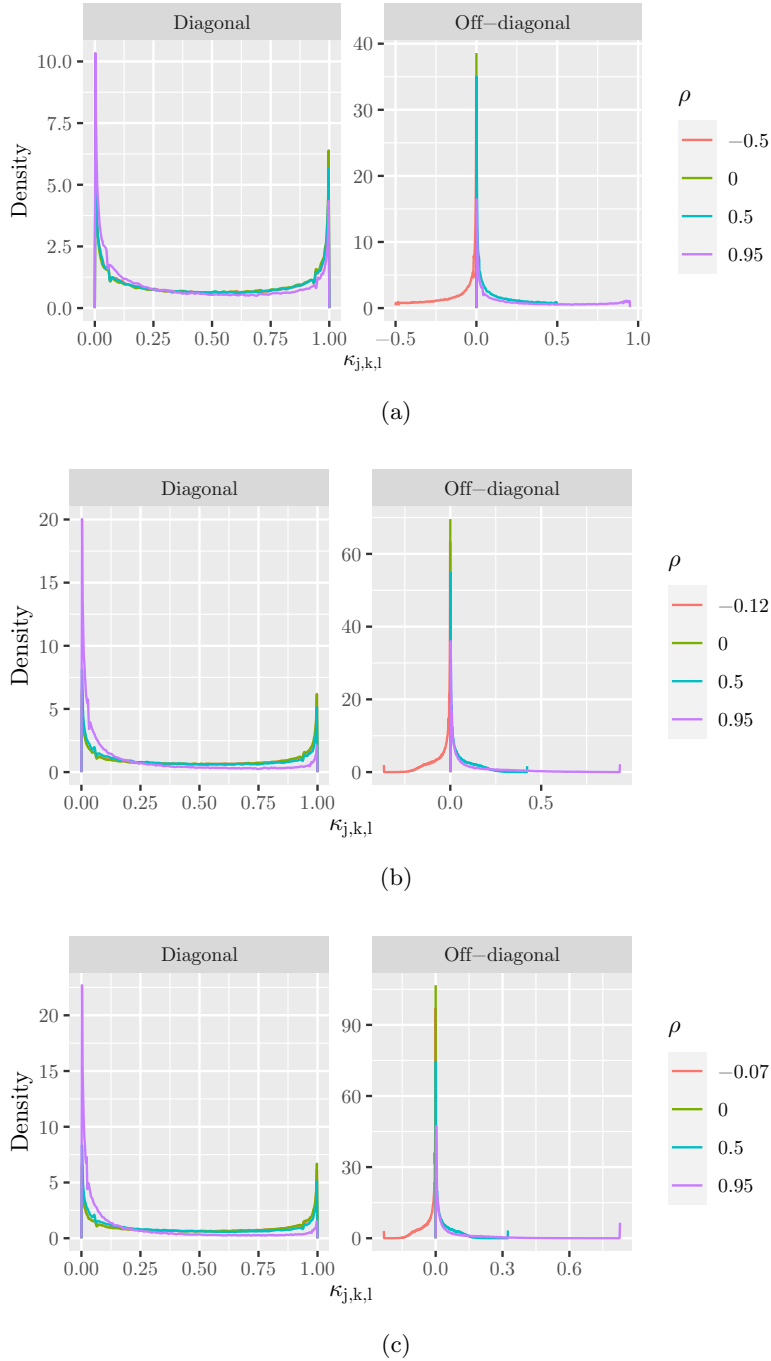 Diagonal Off−diagonal
Density
10.0
7.5
5.0
2.5
0.0
0.00 0.25 0.50 0.75 1.00
40
30
20
10
0
−0.5 0.0 0.5 1.0
κj,k,l
ρ
−0.5
0
0.5
0.95
(a)
Diagonal Off−diagonal
Density
20
15
10
5
0
0.00 0.25 0.50 0.75 1.00
60
40
20
0
0.0 0.5
κj,k,l
ρ
−0.12
0
0.5
0.95
(b)
Diagonal Off−diagonal
Density
20
15
10
5
0
0.00 0.25 0.50 0.75 1.00
90
60
30
0
0.0 0.3 0.6
κj,k,l
ρ
−0.07
0
0.5
0.95
(c)